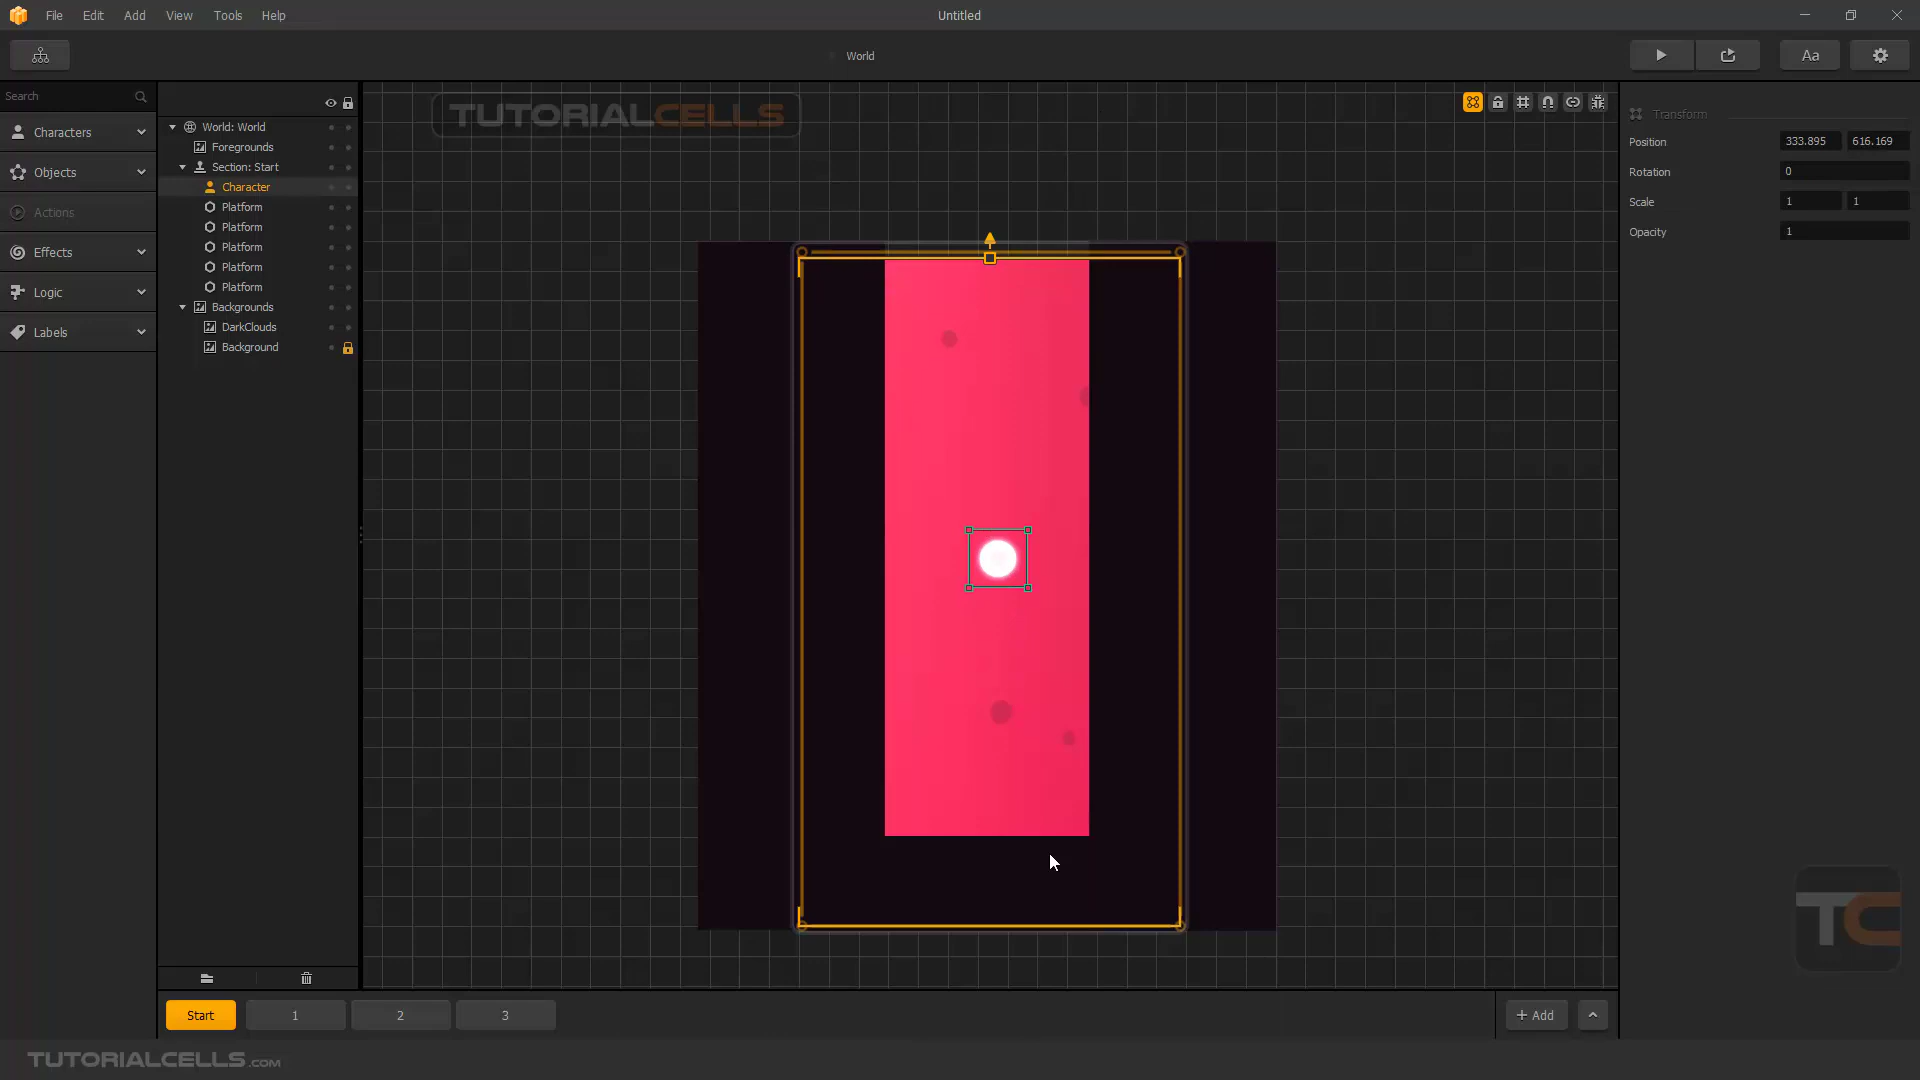 File Edit Add View Tools Help
Untitled
World
Aa
Search
Characters
Objects
Actions
Effects
Logic
Labels
World: World
Foregrounds
Section: Start
Character
Platform
Platform
Platform
Platform
Platform
Backgrounds
DarkClouds
Background
TUTORIALCELLS
Transform
Position 333.895 616.169
Rotation 0
Scale 1 1
Opacity 1
TC
Start 1 2 3
+ Add
TUTORIALCELLS.COM